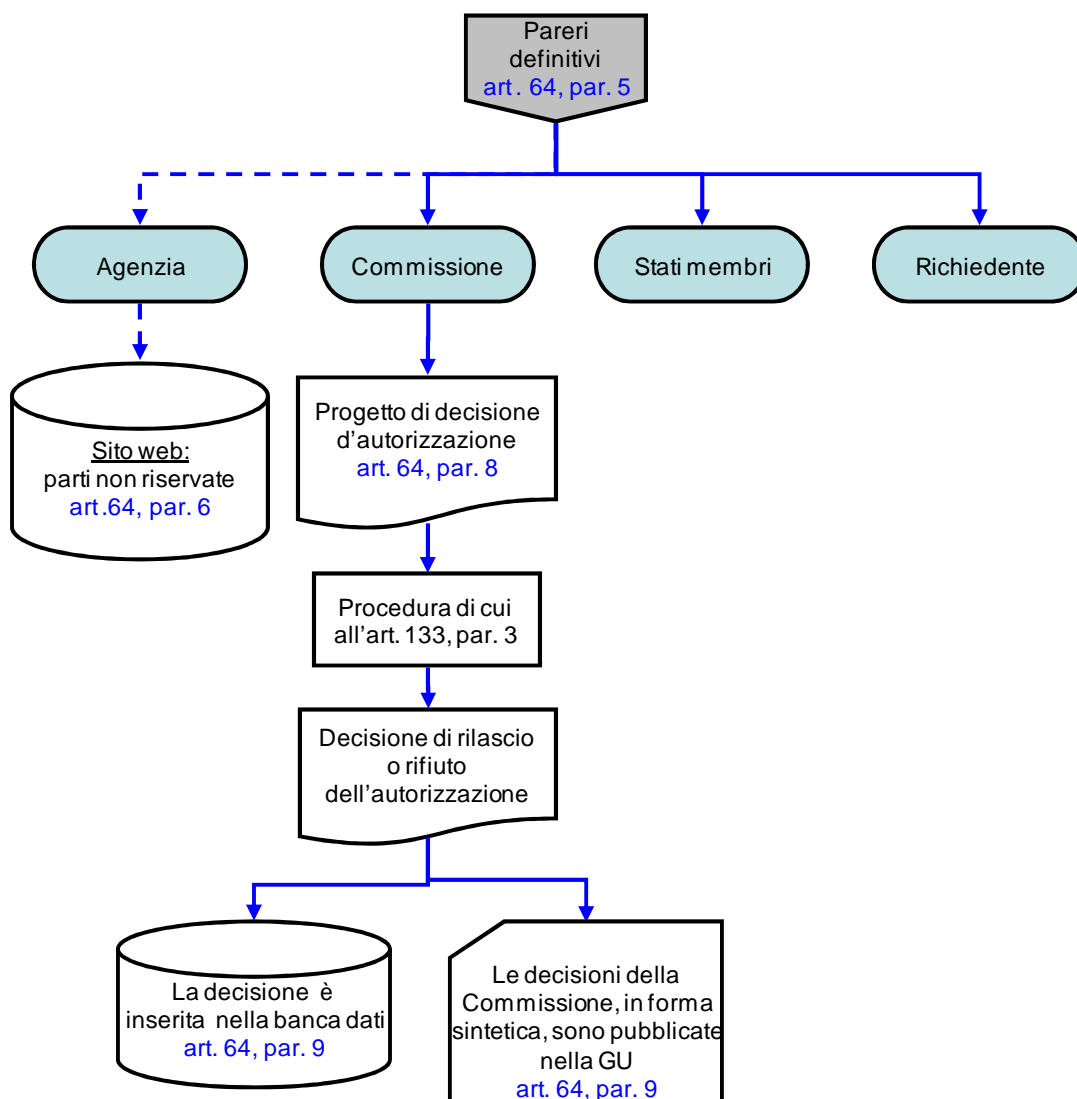 Pareri
definitivi
art. 64, par. 5
Agenzia
Commissione
Stati membri
Richiedente
Sito web:
parti non riservate
art.64, par. 6
Progetto di decisione
d’autorizzazione
art. 64, par. 8
Procedura di cui
all’art. 133, par. 3
Decisione di rilascio
o rifiuto
dell’autorizzazione
La decisione è
inserita nella banca dati
art. 64, par. 9
Le decisioni della
Commissione, in forma
sintetica, sono pubblicate
nella GU
art. 64, par. 9